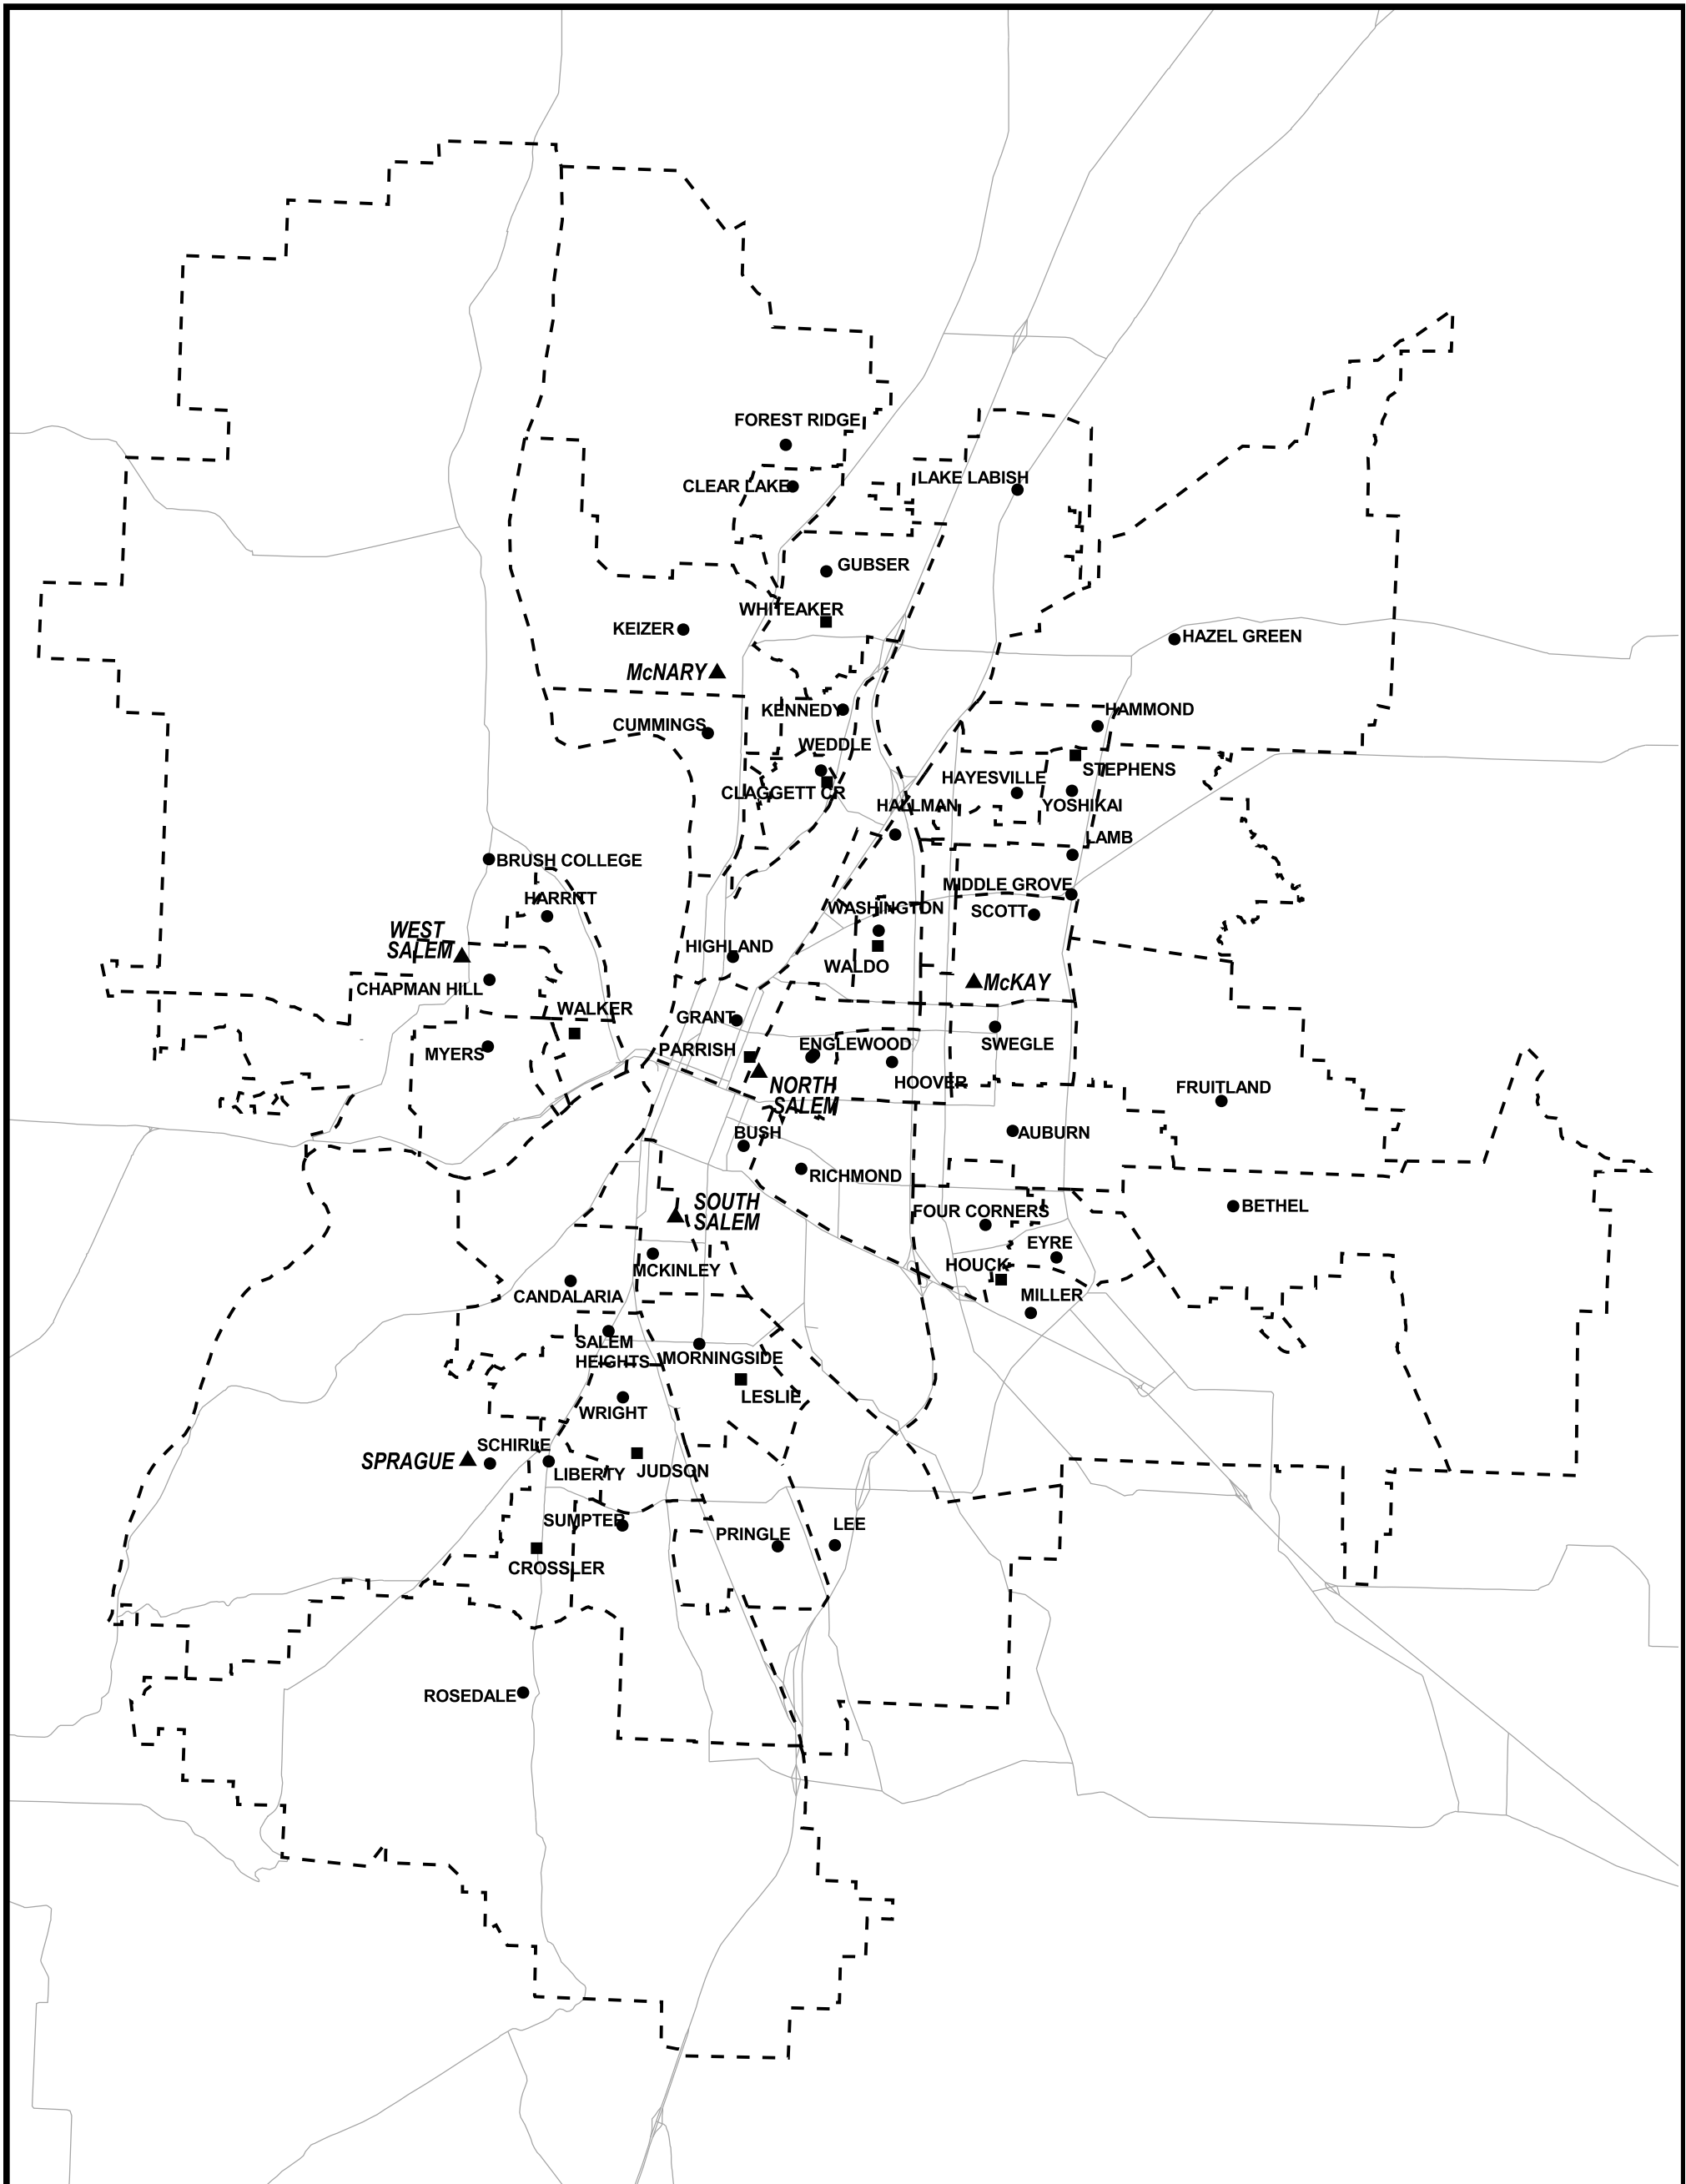 FOREST RIDGE
CLEAR LAKE
LAKE LABISH
GUBSER
WHITEAKER
KEIZER
HAZEL GREEN
McNARY
KENNEDY
HAMMOND
CUMMINGS
WEDDLE
STEPHENS
HAYESVILLE
CLAGGETT CR
HALLMAN
YOSHIKAI
LAMB
BRUSH COLLEGE
MIDDLE GROVE
HARRITT
WASHINGTON
SCOTT
WEST
SALEM
HIGHLAND
WALDO
McKAY
CHAPMAN HILL
WALKER
GRANT
MYERS
PARRISH
ENGLEWOOD
SWEGLE
HOOVER
NORTH
SALEM
FRUITLAND
BUSH
AUBURN
RICHMOND
SOUTH
SALEM
FOUR CORNERS
BETHEL
EYRE
MCKINLEY
HOUCK
CANDALARIA
MILLER
SALEM
HEIGHTS
MORNINGSIDE
LESLIE
WRIGHT
SCHIRLE
SPRAGUE
LIBERTY
JUDSON
SUMPTER
PRINGLE
LEE
CROSSLER
ROSEDALE